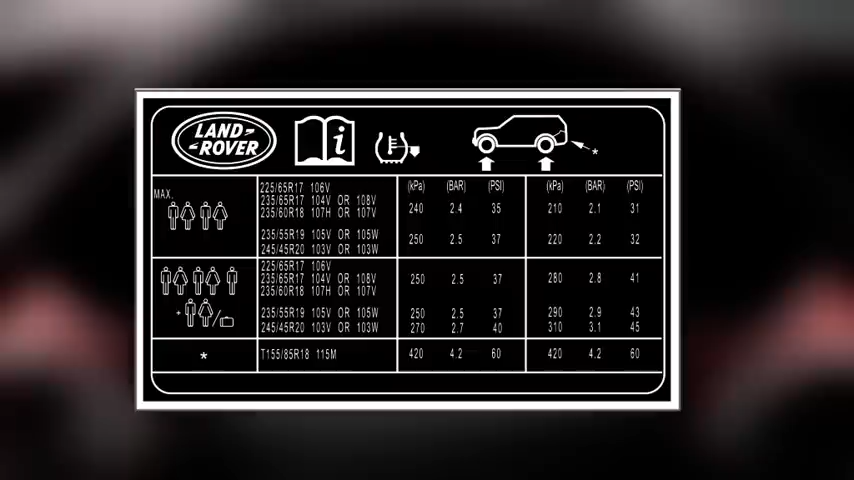 LAND ROVER
(kPa) (BAR) (PSI) (kPa) (BAR) (PSI)
MAX.
225/65R17 106V
235/65R17 104V OR 108V 240 2.4 35 210 2.1 31
235/60R18 107H OR 107V
235/55R19 105V OR 105W 250 2.5 37 220 2.2 32
245/45R20 103V OR 103W
225/65R17 106V
235/65R17 104V OR 108V 250 2.5 37 280 2.8 41
235/60R18 107H OR 107V
235/55R19 105V OR 105W 250 2.5 37 290 2.9 43
245/45R20 103V OR 103W 270 2.7 40 310 3.1 45
* T155/85R18 115M 420 4.2 60 420 4.2 60